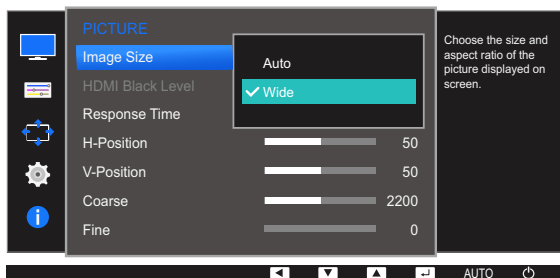 PICTURE
Image Size
Auto
Wide
HDMI Black Level
Response Time
H-Position 50
V-Position 50
Coarse 2200
Fine 0
Choose the size and
aspect ratio of the
picture displayed on
screen.
AUTO